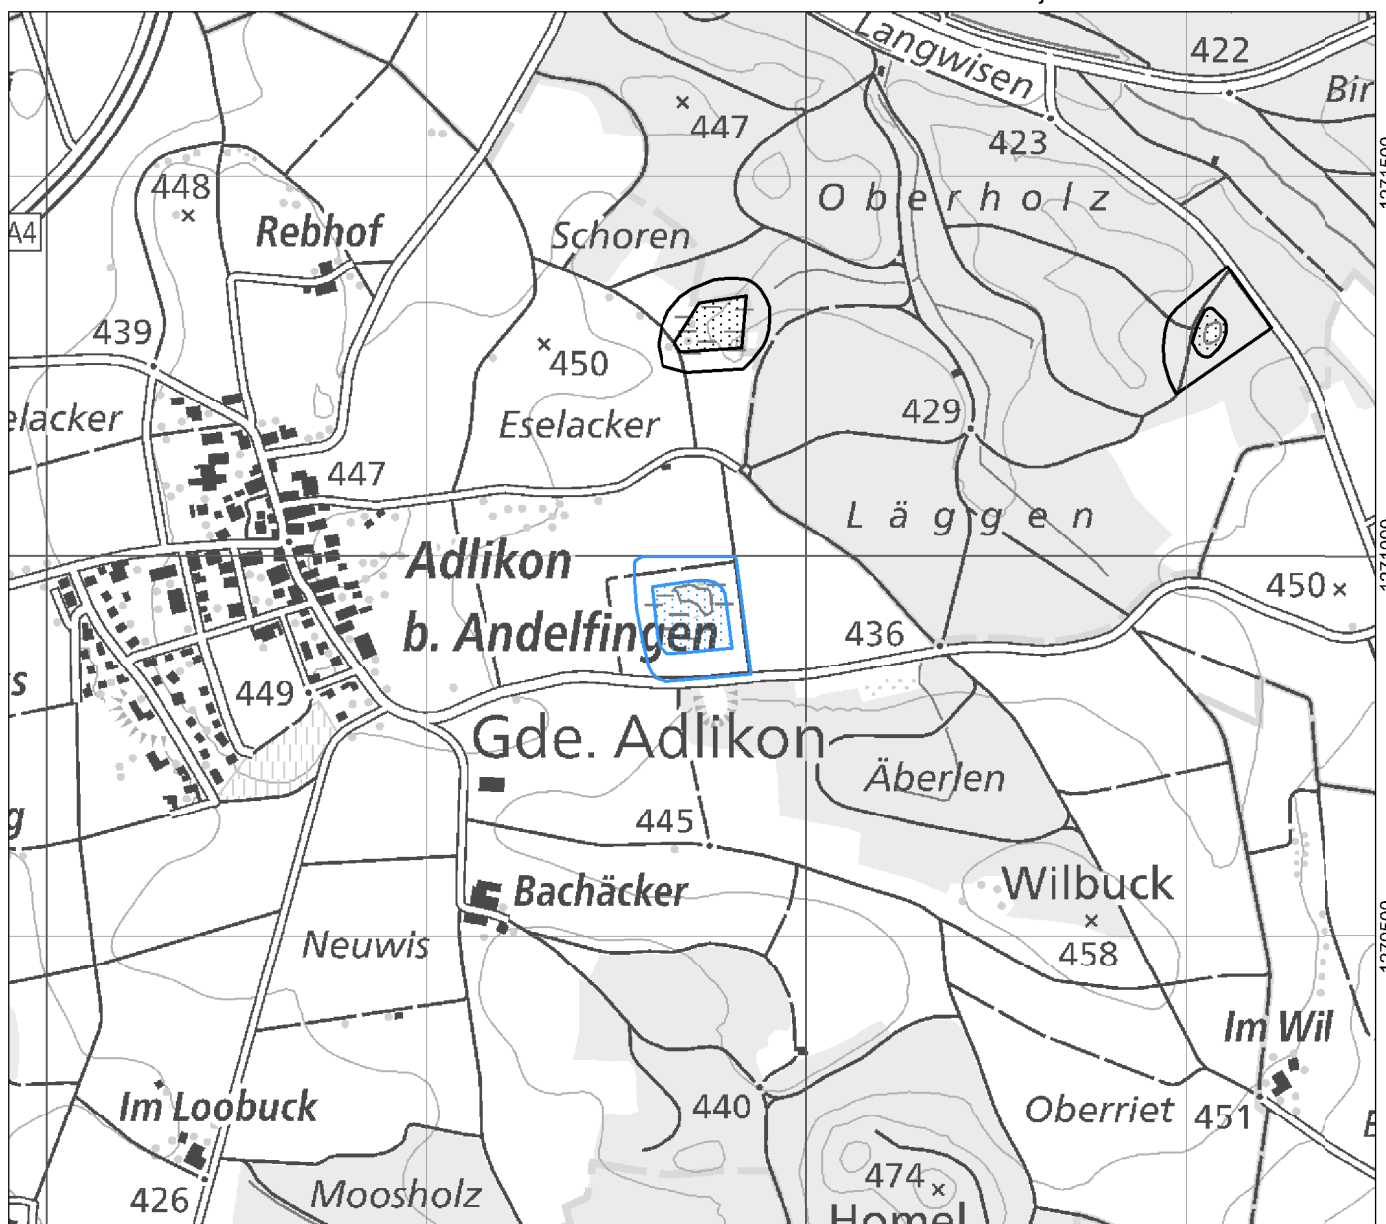 Langwisen
422
Bir
447
423
448
Oberholz
A4
Rebhof
Schoren
439
450
elacker
Eselacker
429
447
Läggen
Adlikon
b. Andelfingen
450
436
s
449
Gde. Adlikon
Äberlen
g
445
Wilbuck
Bachäcker
458
Neuwis
Im Wil
Im Loobuck
440
Oberriet
451
474
426
Moosholz
Homel